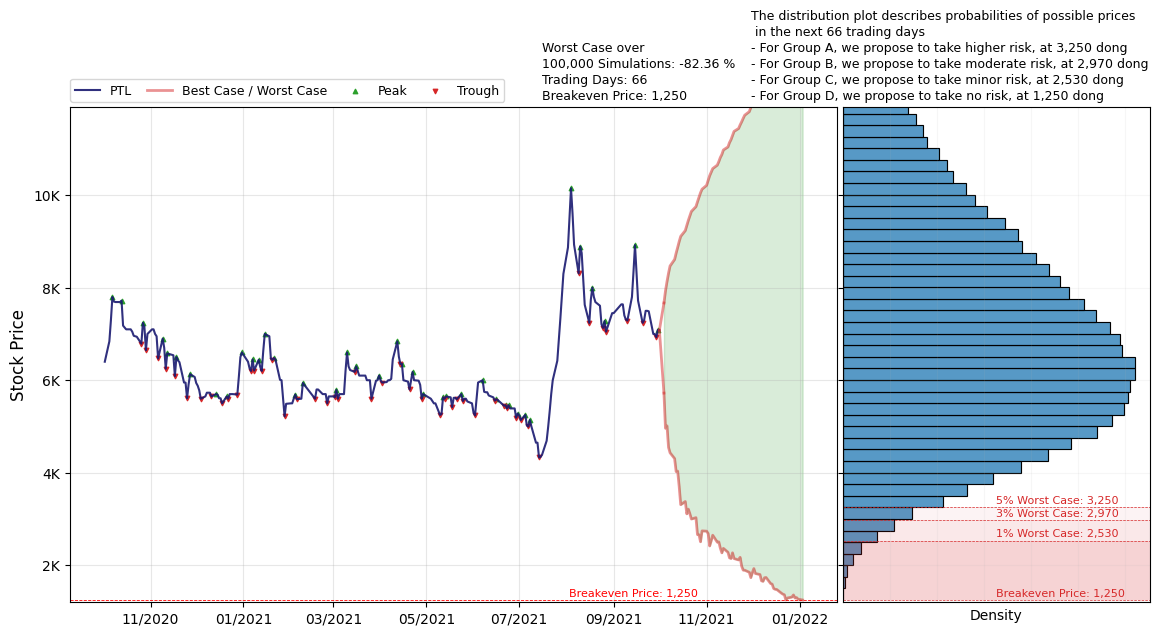 The distribution plot describes probabilities of possible prices
in the next 66 trading days
- For Group A, we propose to take higher risk, at 3,250 dong
- For Group B, we propose to take moderate risk, at 2,970 dong
- For Group C, we propose to take minor risk, at 2,530 dong
- For Group D, we propose to take no risk, at 1,250 dong
Worst Case over
100,000 Simulations: -82.36 %
Trading Days: 66
Breakeven Price: 1,250
PTL
Best Case / Worst Case
Peak
Trough
Stock Price
10K
8K
6K
4K
2K
Breakeven Price: 1,250
11/2020
01/2021
03/2021
05/2021
07/2021
09/2021
11/2021
01/2022
5% Worst Case: 3,250
3% Worst Case: 2,970
1% Worst Case: 2,530
Breakeven Price: 1,250
Density